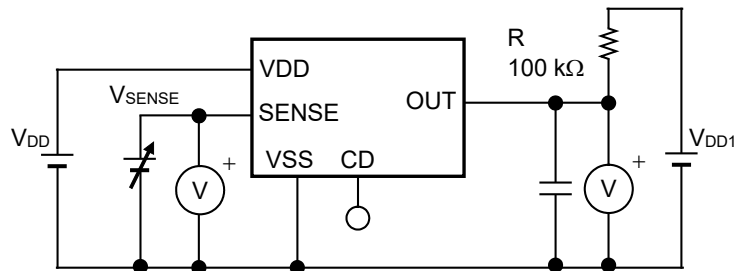 R
100 kΩ
VDD
VSENSE
SENSE
OUT
VDD
VDD1
VSS CD
+
V
V
+